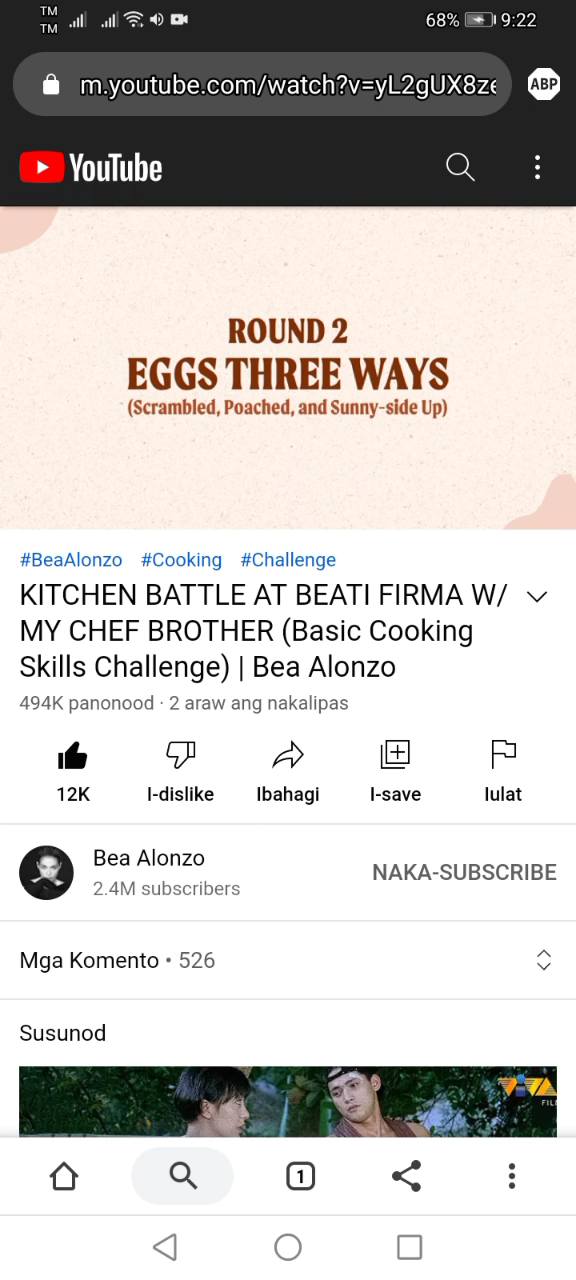 TM
TM
68% 9:22
m.youtube.com/watch?v=yL2gUX8ze
ABP
YouTube
ROUND 2
EGGS THREE WAYS
(Scrambled, Poached, and Sunny-side Up)
#BeaAlonzo #Cooking #Challenge
KITCHEN BATTLE AT BEATI FIRMA W/
MY CHEF BROTHER (Basic Cooking
Skills Challenge) | Bea Alonzo
494K panonood · 2 araw ang nakalipas
12K I-dislike Ibahagi I-save Iulat
Bea Alonzo
2.4M subscribers
NAKA-SUBSCRIBE
Mga Komento • 526
Susunod
VIVA
FIL
1